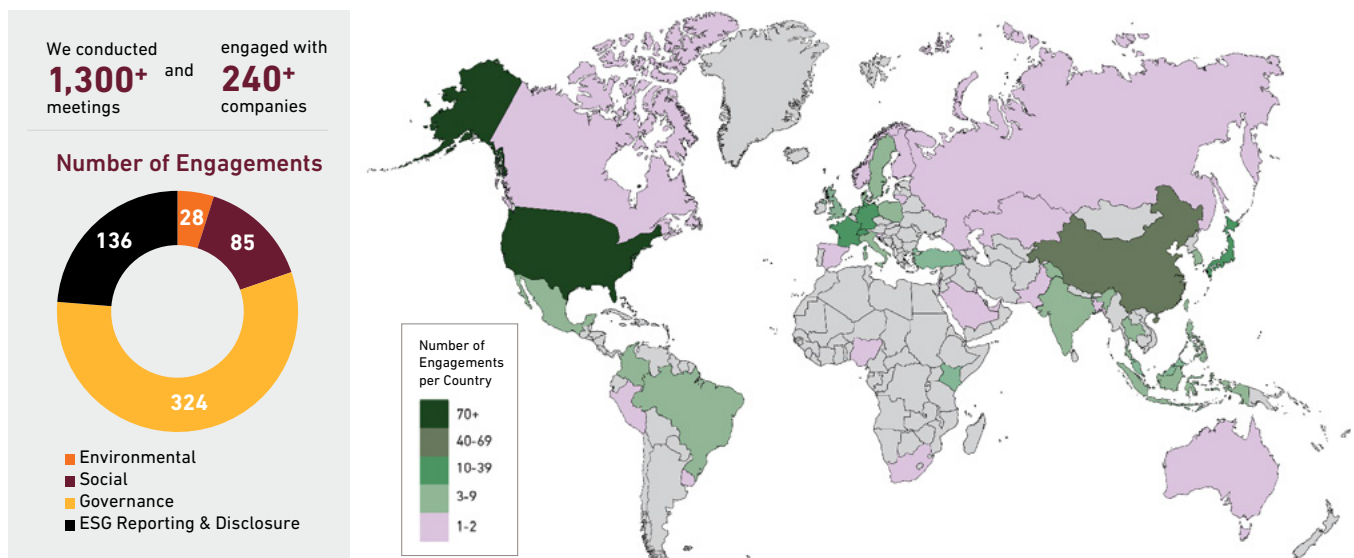 We conducted
1,300+
meetings
and
engaged with
240+
companies
Number of Engagements
28
85
136
324
Environmental
Social
Governance
ESG Reporting & Disclosure
Number of
Engagements
per Country
70+
40-69
10-39
3-9
1-2